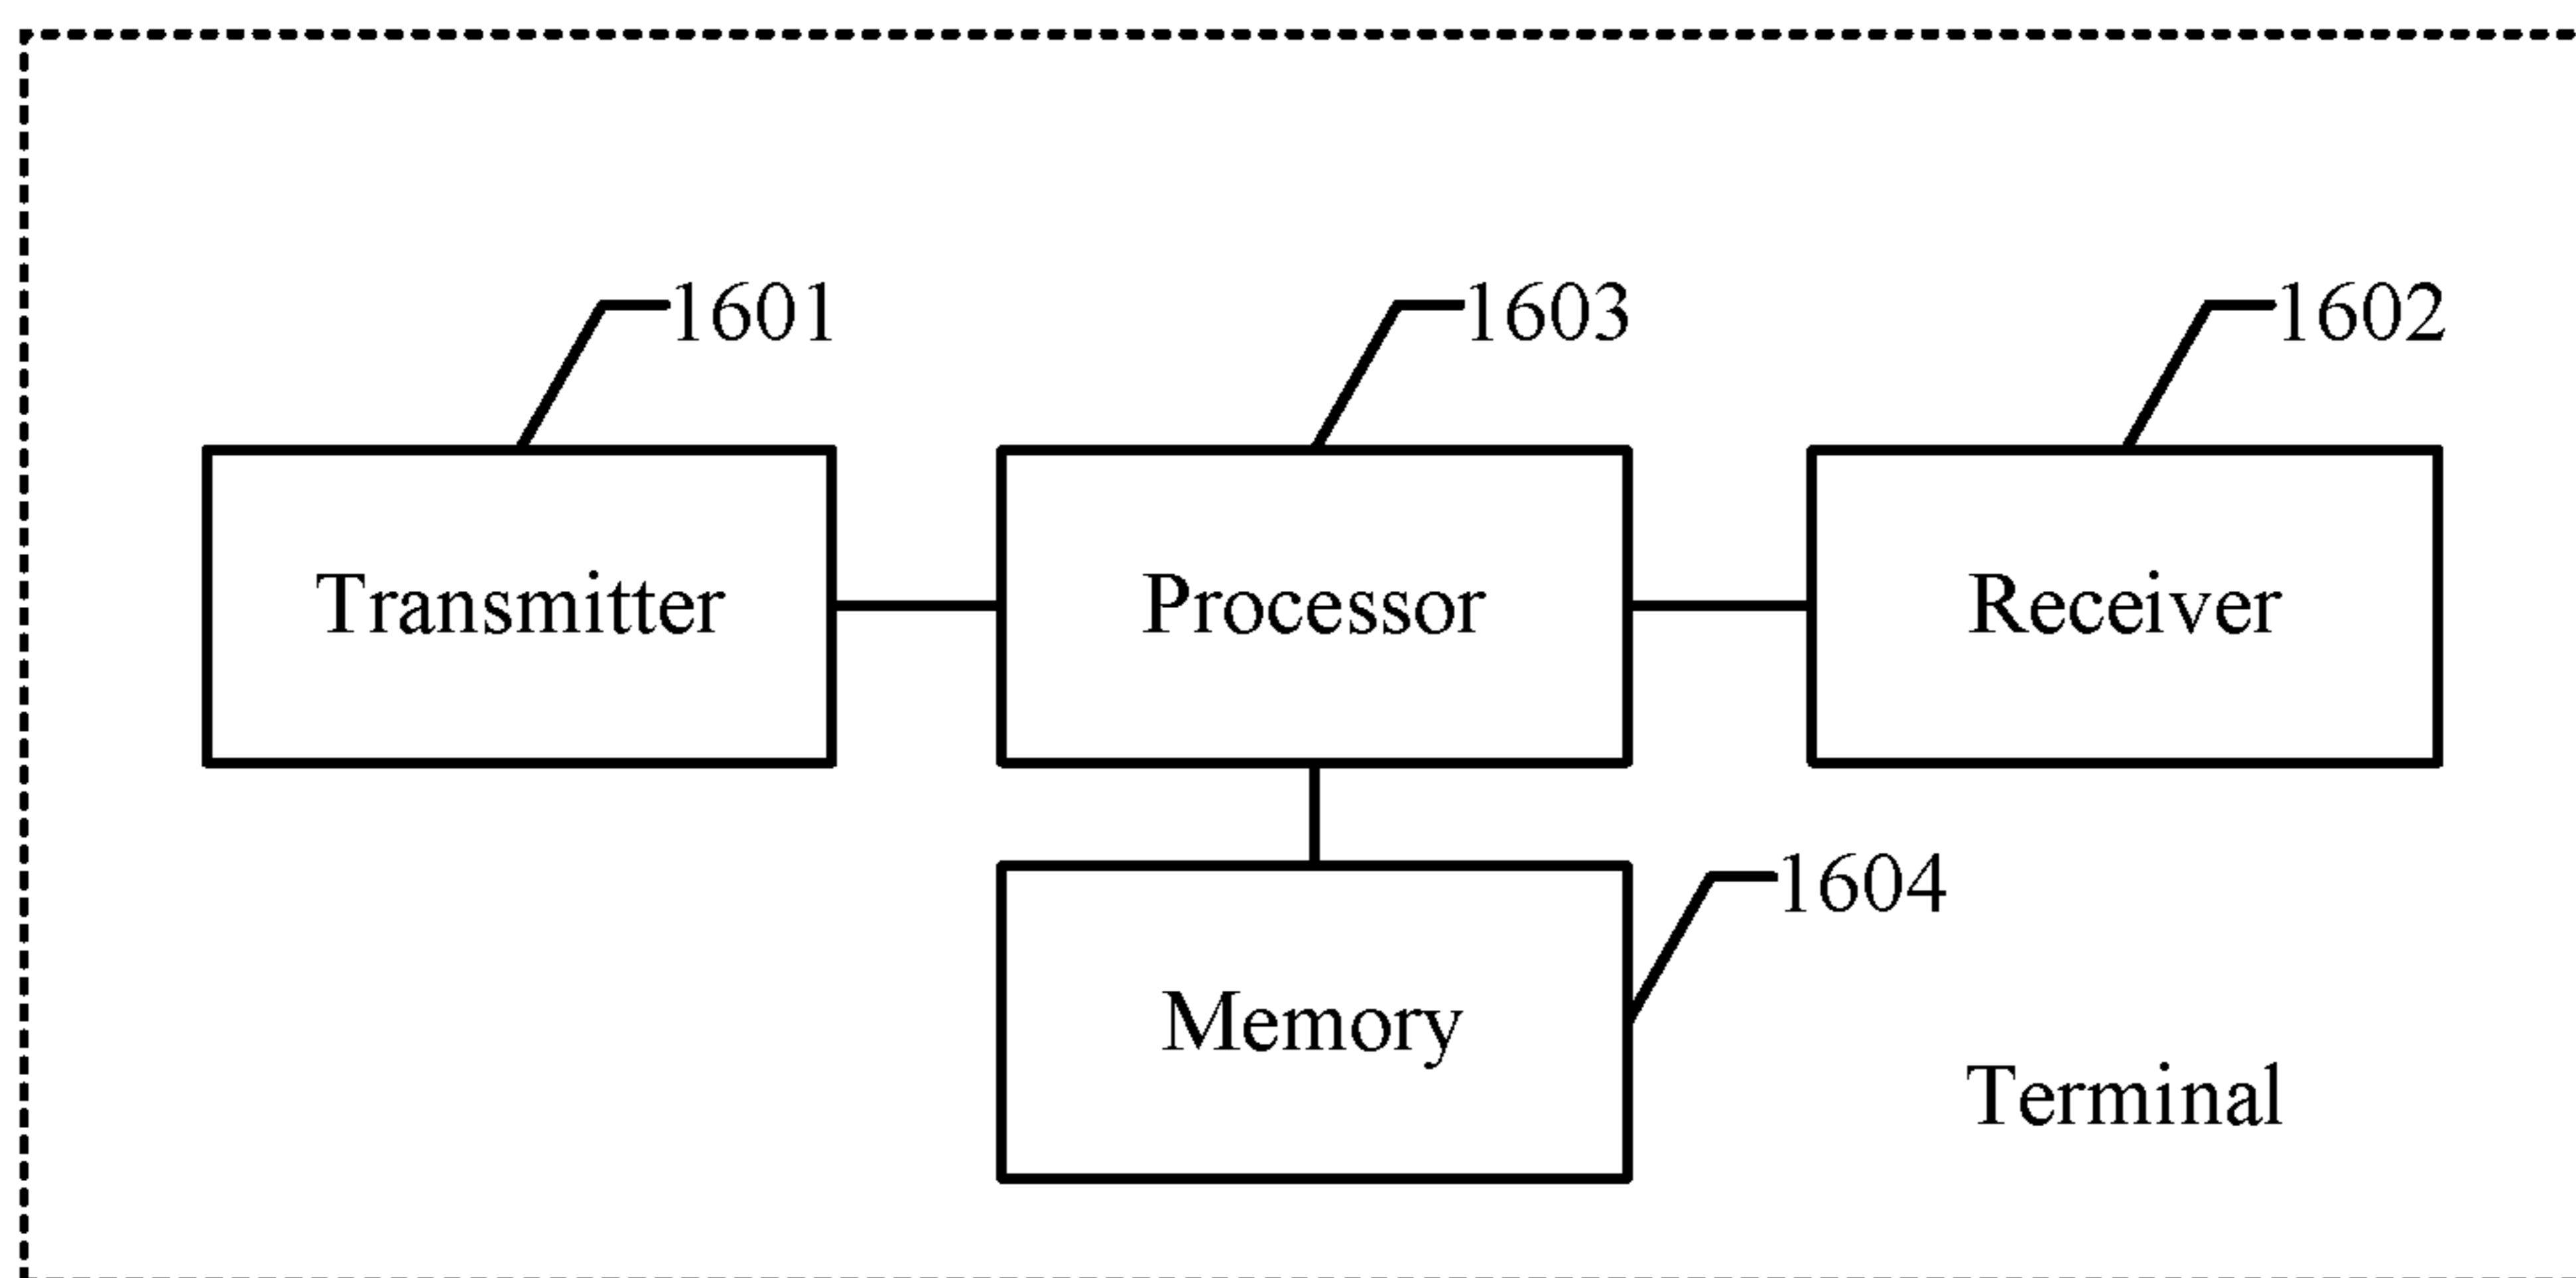 1601
1603
1602
Transmitter
Processor
Receiver
1604
Memory
Terminal